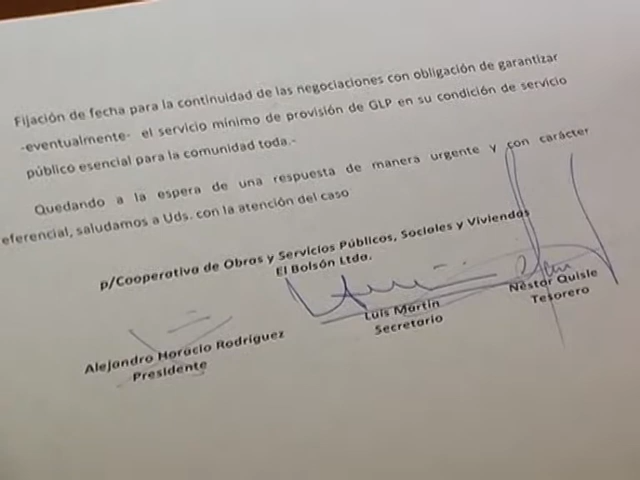 Fijación de fecha para la continuidad de las negociaciones con obligación de garantizar
-eventualmente- el servicio mínimo de provisión de GLP en su condición de servicio
público esencial para la comunidad toda.-
Quedando a la espera de una respuesta de manera urgente y con carácter
eferencial, saludamos a Uds. con la atención del caso
p/Cooperativa de Obras y Servicios Públicos, Sociales y Viviendas
El Bolsón Ltda.
Alejandro Horacio Rodriguez
Presidente
Luis Martin
Secretario
Néstor Quisle
Tesorero